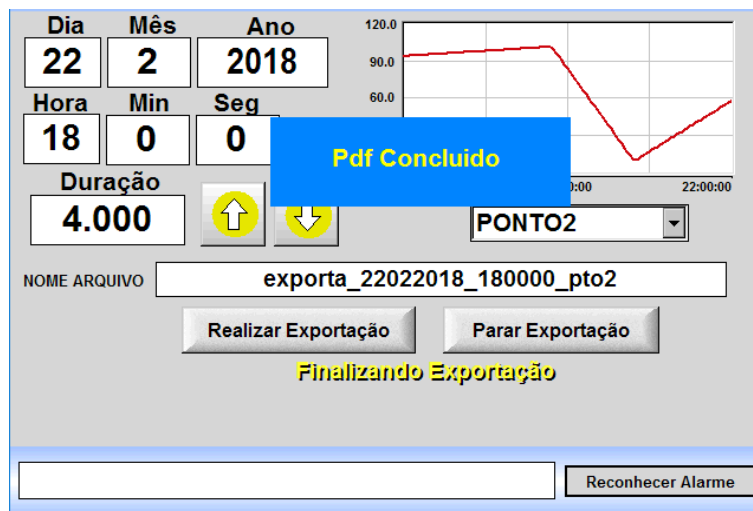 Dia Mês Ano
22 2 2018
Hora Min Seg
18 0 0
Duração
4.000
120.0
90.0
60.0
Pdf Concluido
22:00:00
PONTO2
NOME ARQUIVO exporta_22022018_180000_pto2
Realizar Exportação Parar Exportação
Finalizando Exportação
Reconhecer Alarme